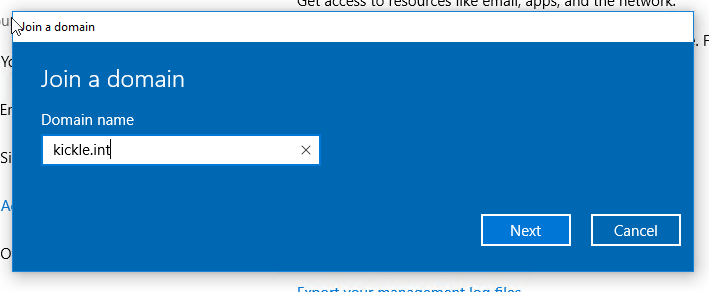 Get access to resources like email, apps, and the network.
Join a domain
Join a domain
Domain name
kickle.int
Next
Cancel
Export your management log files